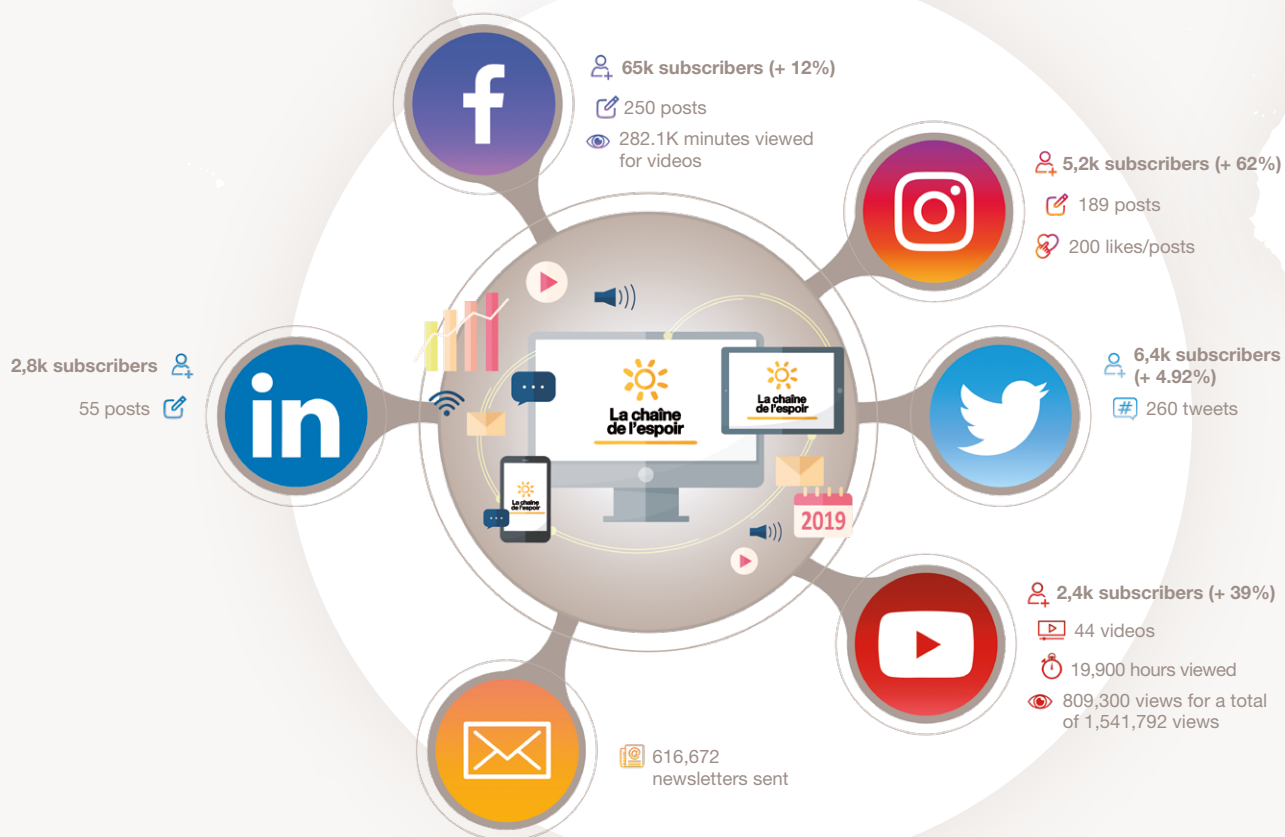 f
65k subscribers (+ 12%)
250 posts
282.1K minutes viewed
for videos
5,2k subscribers (+ 62%)
189 posts
200 likes/posts
2,8k subscribers
55 posts
in
La chaîne
de l'espoir
La chaîne
de l'espoir
La chaîne
de l'espoir
2019
6,4k subscribers
(+ 4.92%)
#
260 tweets
2,4k subscribers (+ 39%)
44 videos
19,900 hours viewed
809,300 views for a total
of 1,541,792 views
@
616,672
newsletters sent